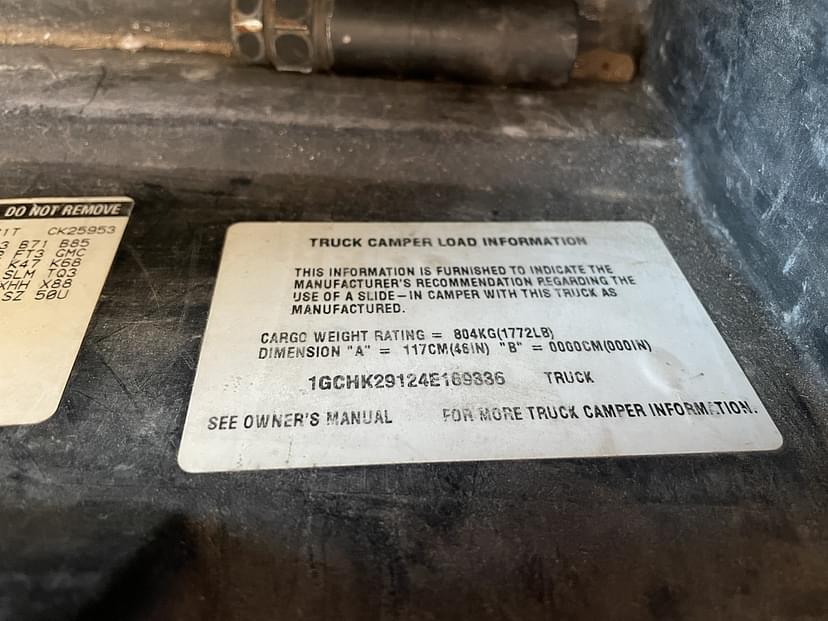 DO NOT REMOVE
1T CK25953
3 B71 B85
FT3 GMC
K47 K68
SLM TQ3
XHH X88
SZ 50U
TRUCK CAMPER LOAD INFORMATION
THIS INFORMATION IS FURNISHED TO INDICATE THE
MANUFACTURER'S RECOMMENDATION REGARDING THE
USE OF A SLIDE-IN CAMPER WITH THIS TRUCK AS
MANUFACTURED.
CARGO WEIGHT RATING = 804KG(1772LB)
DIMENSION "A" = 117CM(46IN) "B" = 0000CM(000IN)
1GCHK29124E169336 TRUCK
SEE OWNER'S MANUAL FOR MORE TRUCK CAMPER INFORMATION.